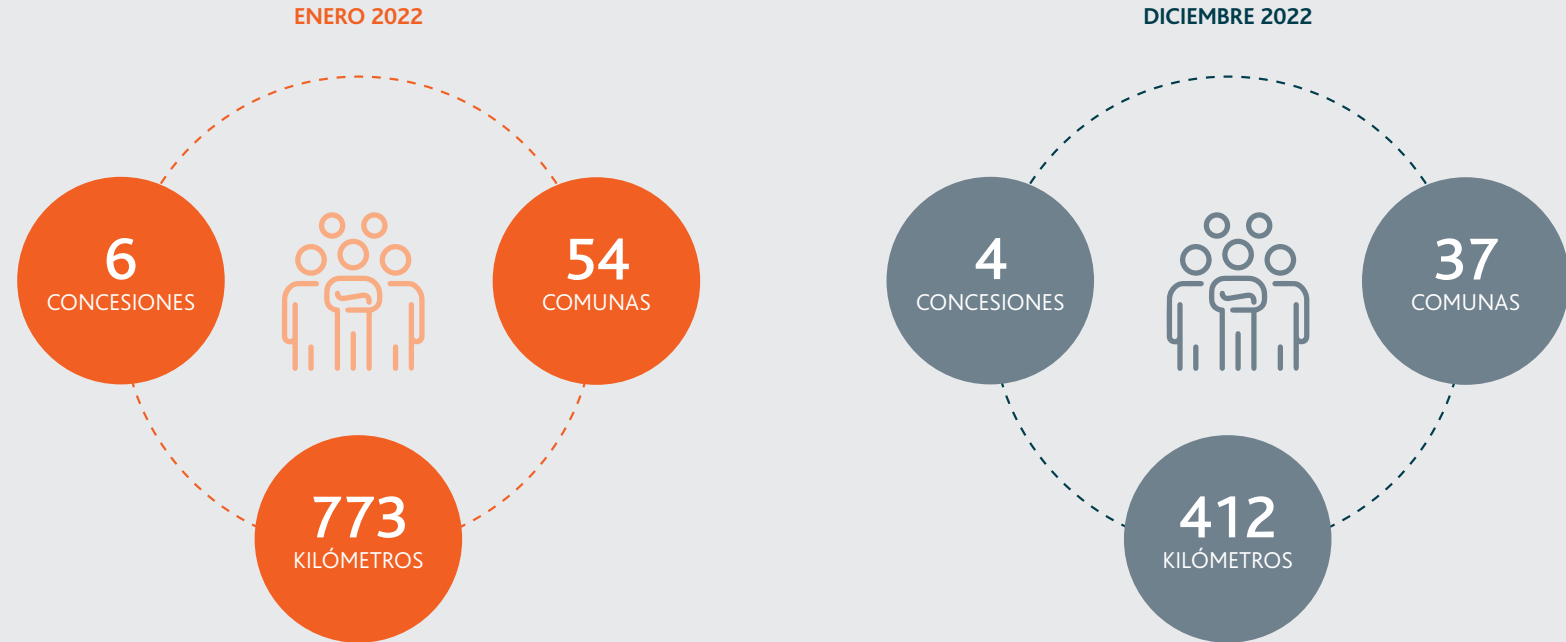 ENERO 2022
6
CONCESIONES
54
COMUNAS
773
KILÓMETROS
DICIEMBRE 2022
4
CONCESIONES
37
COMUNAS
412
KILÓMETROS